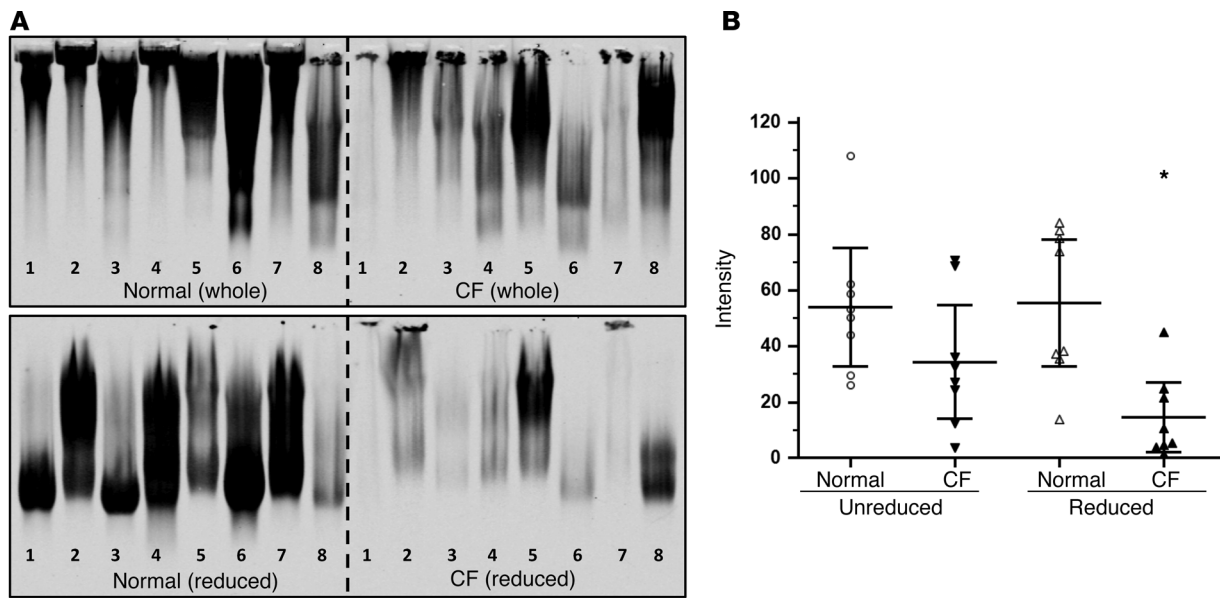 A
1 2 3 4 5 6 7 8 1 2 3 4 5 6 7 8
Normal (whole) CF (whole)
1 2 3 4 5 6 7 8 1 2 3 4 5 6 7 8
Normal (reduced) CF (reduced)
B
120
100
80
60
40
20
0
Intensity
*
Normal CF Normal CF
Unreduced Reduced